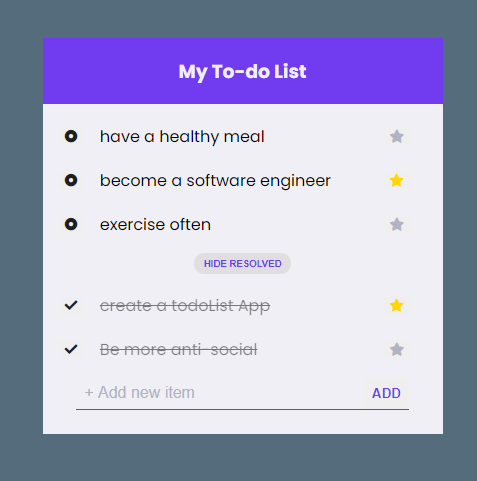 My To-do List
have a healthy meal
become a software engineer
exercise often
HIDE RESOLVED
create a todoList App
Be more anti-social
+ Add new item ADD